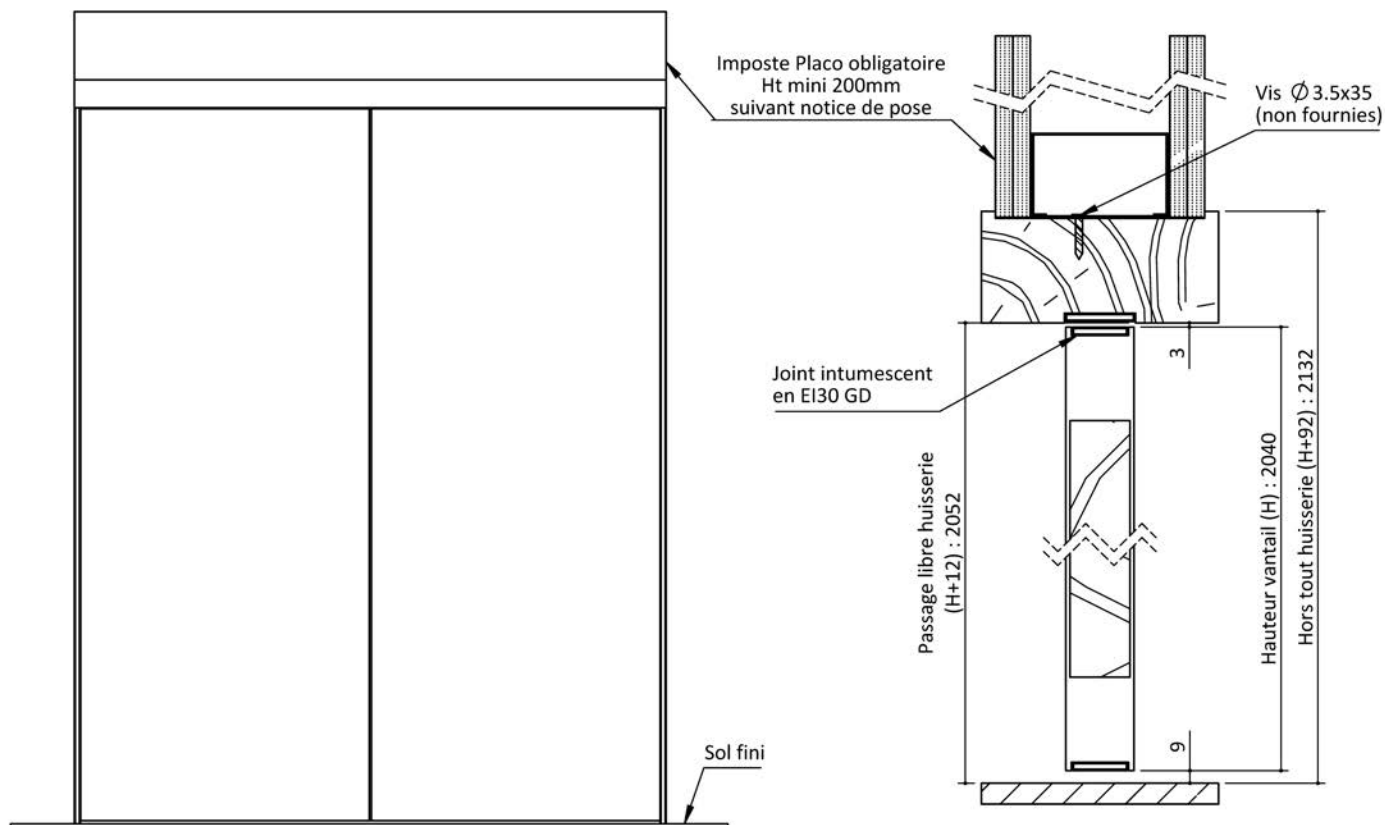 Imposte Placo obligatoire
Ht mini 200mm
suivant notice de pose
Vis Ø 3.5x35
(non fournies)
Joint intumescent
en EI30 GD
Passage libre huisserie
(H+12) : 2052
3
Hauteur vantail (H) : 2040
Hors tout huisserie (H+92) : 2132
9
Sol fini